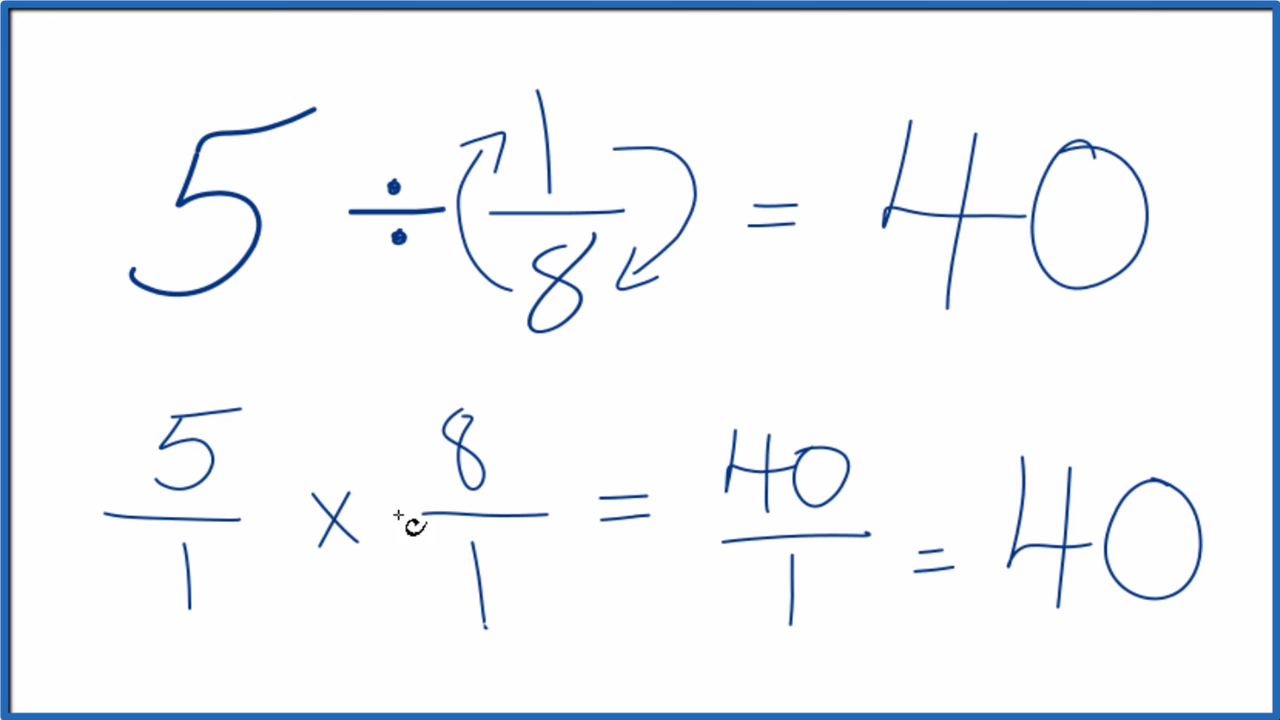 5 ÷ 1/8 = 40
5/1 x 8/1 = 40/1 = 40